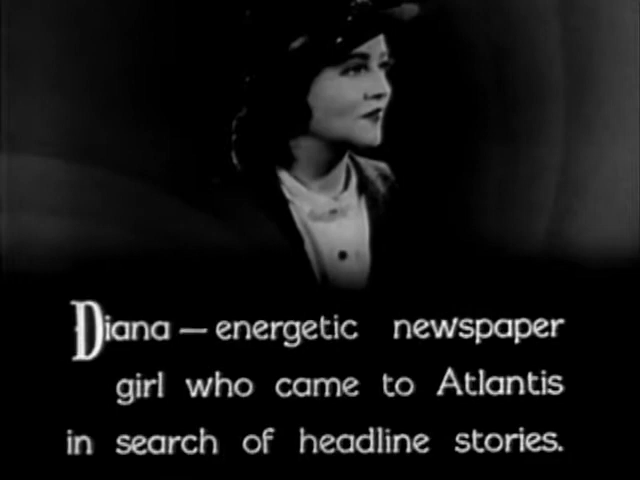 Diana — energetic newspaper
girl who came to Atlantis
in search of headline stories.